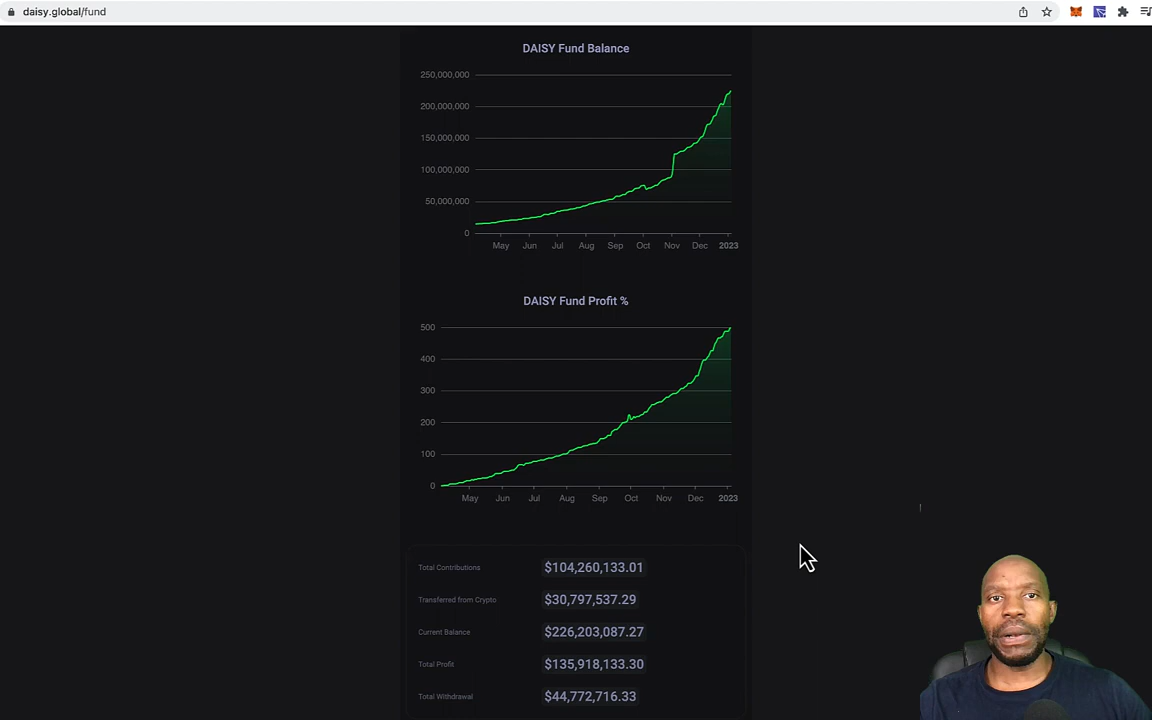 daisy.global/fund
DAISY Fund Balance
250,000,000
200,000,000
150,000,000
100,000,000
50,000,000
0
May Jun Jul Aug Sep Oct Nov Dec 2023
DAISY Fund Profit %
500
400
300
200
100
0
May Jun Jul Aug Sep Oct Nov Dec 2023
Total Contributions $104,260,133.01
Transferred from Crypto $30,797,537.29
Current Balance $226,203,087.27
Total Profit $135,918,133.30
Total Withdrawal $44,772,716.33